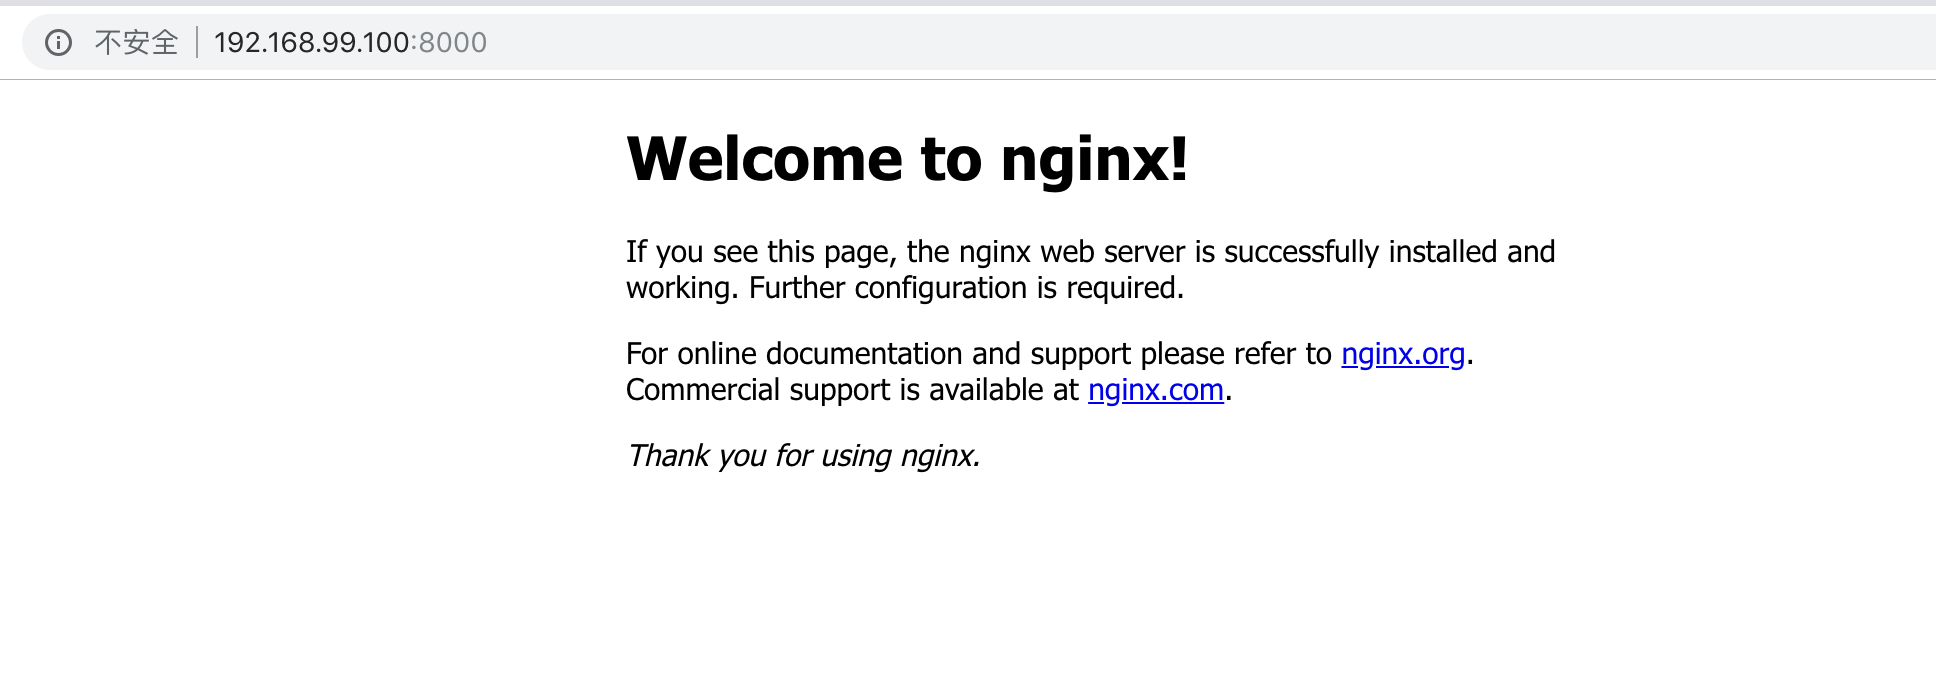 不安全 192.168.99.100:8000
Welcome to nginx!
If you see this page, the nginx web server is successfully installed and
working. Further configuration is required.
For online documentation and support please refer to nginx.org.
Commercial support is available at nginx.com.
Thank you for using nginx.